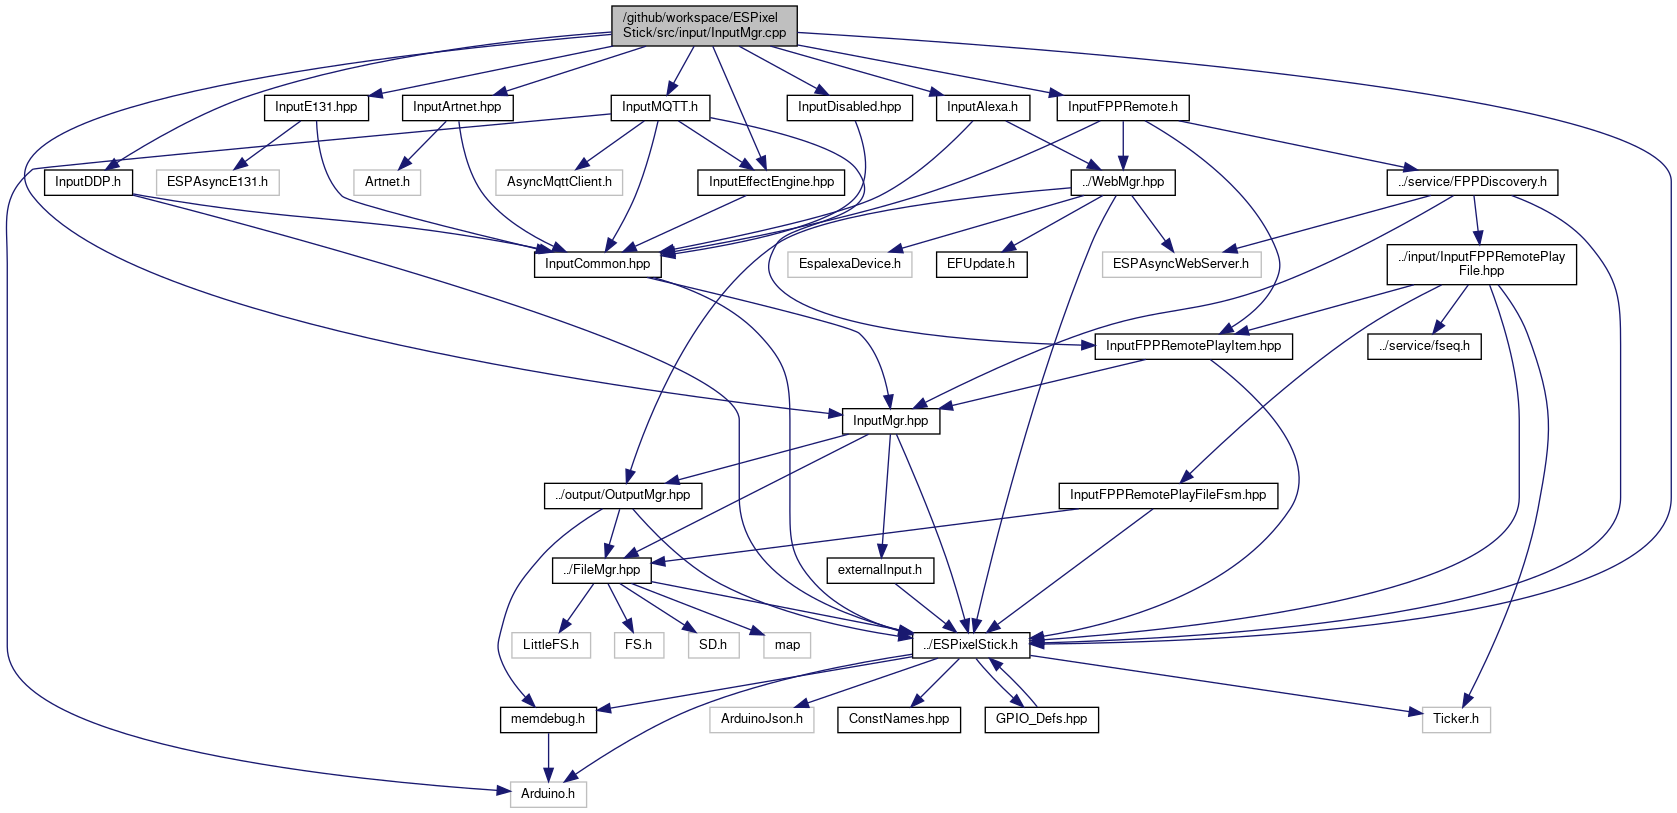 /github/workspace/ESPixel
Stick/src/input/InputMgr.cpp
InputE131.hpp
InputArtnet.hpp
InputMQTT.h
InputDisabled.hpp
InputAlexa.h
InputFPPRemote.h
InputDDP.h
ESPAsyncE131.h
Artnet.h
AsyncMqttClient.h
InputEffectEngine.hpp
../WebMgr.hpp
../service/FPPDiscovery.h
InputCommon.hpp
EspalexaDevice.h
EFUpdate.h
ESPAsyncWebServer.h
../input/InputFPPRemotePlay
File.hpp
InputFPPRemotePlayItem.hpp
../service/fseq.h
InputMgr.hpp
../output/OutputMgr.hpp
InputFPPRemotePlayFileFsm.hpp
../FileMgr.hpp
externalInput.h
LittleFS.h
FS.h
SD.h
map
../ESPixelStick.h
memdebug.h
ArduinoJson.h
ConstNames.hpp
GPIO_Defs.hpp
Ticker.h
Arduino.h